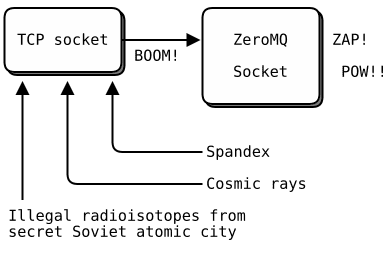 TCP socket
BOOM!
ZeroMQ
Socket
ZAP!
POW!!
Spandex
Cosmic rays
Illegal radioisotopes from
secret Soviet atomic city